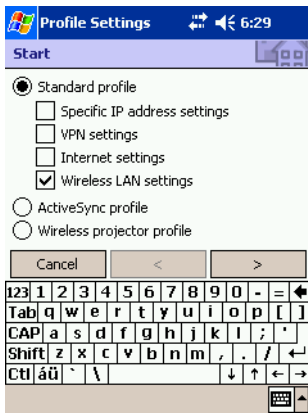 Profile Settings 6:29
Start
Standard profile
Specific IP address settings
VPN settings
Internet settings
Wireless LAN settings
ActiveSync profile
Wireless projector profile
Cancel < >
123 1 2 3 4 5 6 7 8 9 0 - =
Tab q w e r t y u i o p [ ]
CAP a s d f g h j k l ; '
Shift z x c v b n m , . /
Ctl áü ` \